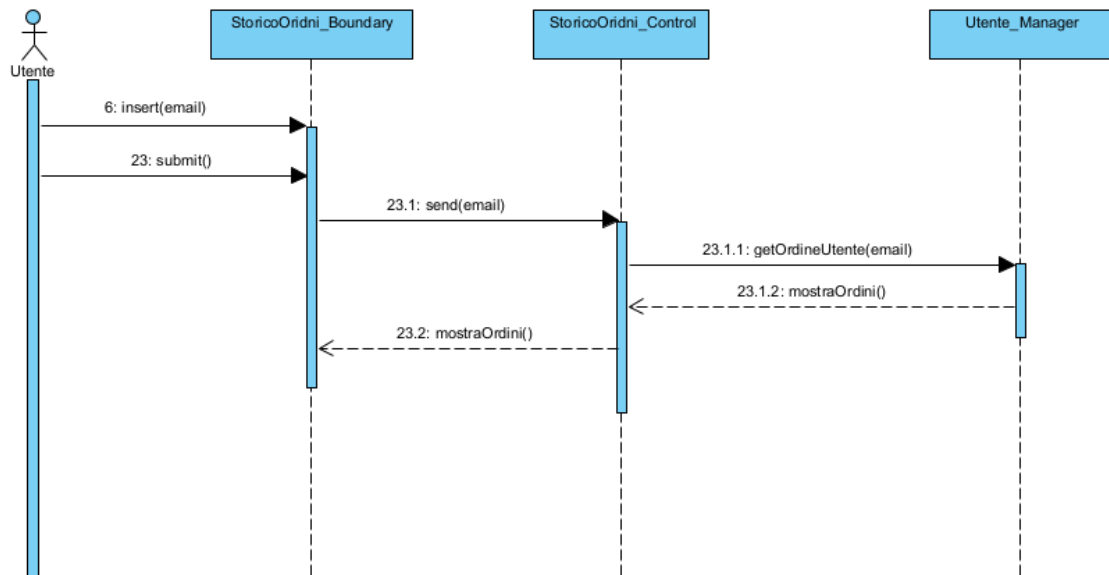 StoricoOridni_Boundary
StoricoOridni_Control
Utente_Manager
Utente
6: insert(email)
23: submit()
23.1: send(email)
23.1.1: getOrdineUtente(email)
23.1.2: mostraOrdini()
23.2: mostraOrdini()